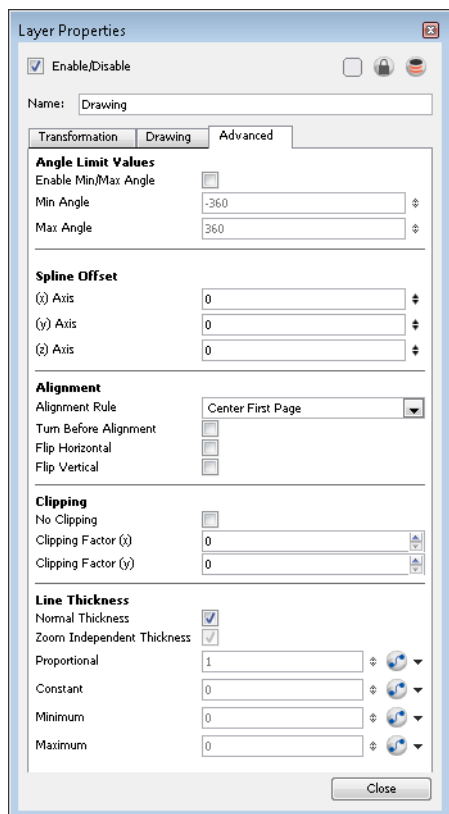 Layer Properties
Enable/Disable
Name: Drawing
Transformation Drawing Advanced
Angle Limit Values
Enable Min/Max Angle
Min Angle -360
Max Angle 360
Spline Offset
(x) Axis 0
(y) Axis 0
(z) Axis 0
Alignment
Alignment Rule Center First Page
Turn Before Alignment
Flip Horizontal
Flip Vertical
Clipping
No Clipping
Clipping Factor (x) 0
Clipping Factor (y) 0
Line Thickness
Normal Thickness
Zoom Independent Thickness
Proportional 1
Constant 0
Minimum 0
Maximum 0
Close